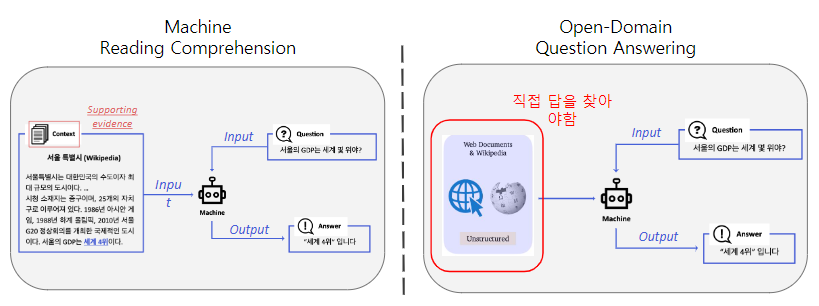 Machine
Reading Comprehension
Supporting
evidence
Context
서울 특별시 (Wikipedia)
서울특별시는 대한민국의 수도이자 최
대 규모의 도시이다. ...
시청 소재지는 중구이며, 25개의 자치
구로 이루어져 있다. 1986년 아시안 게
임, 1988년 하계 올림픽, 2010년 서울
G20 정상회의를 개최한 국제적인 도시
이다. 서울의 GDP는 세계 4위이다.
Inpu
t
Input
Question
서울의 GDP는 세계 몇 위야?
Machine
Output
Answer
"세계 4위" 입니다
Open-Domain
Question Answering
직접 답을 찾아
야함
Web Documents
& Wikipedia
Unstructured
Input
Question
서울의 GDP는 세계 몇 위야?
Machine
Output
Answer
"세계 4위" 입니다